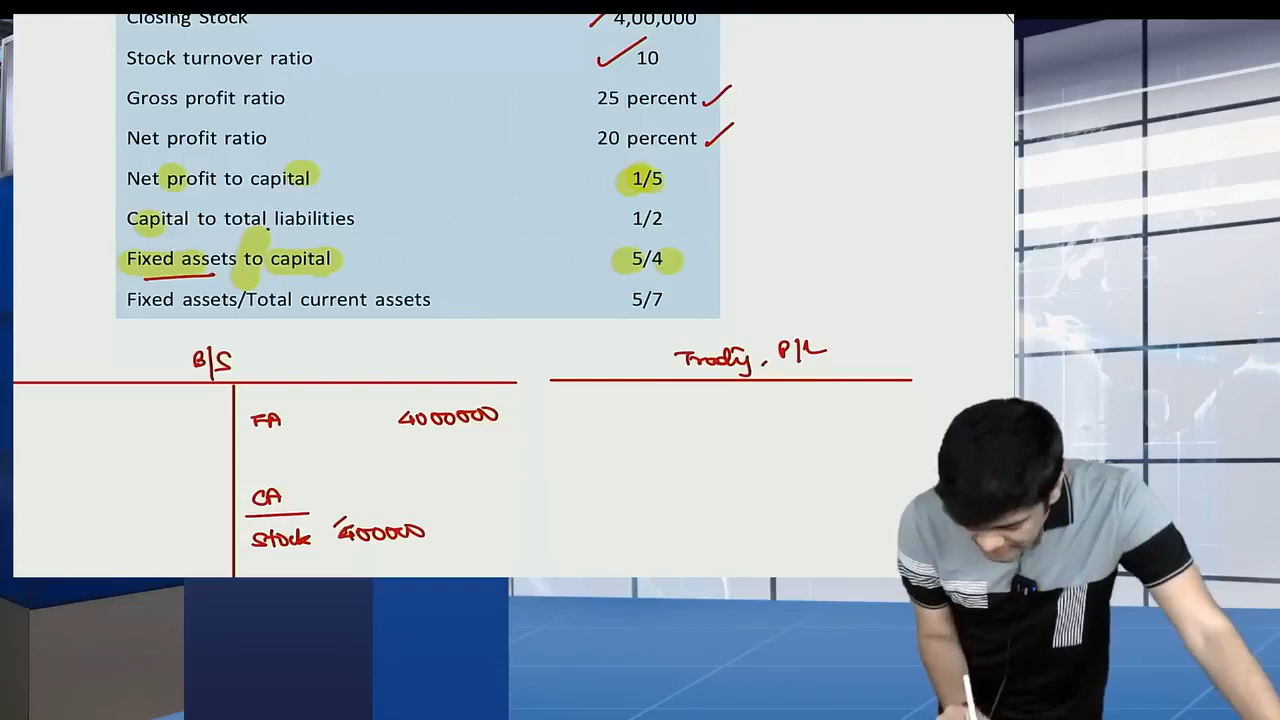 Closing Stock 4,00,000
Stock turnover ratio 10
Gross profit ratio 25 percent
Net profit ratio 20 percent
Net profit to capital 1/5
Capital to total liabilities 1/2
Fixed assets to capital 5/4
Fixed assets/Total current assets 5/7
B/S
Trading, P/L
FA 4000000
CA
Stock 400000